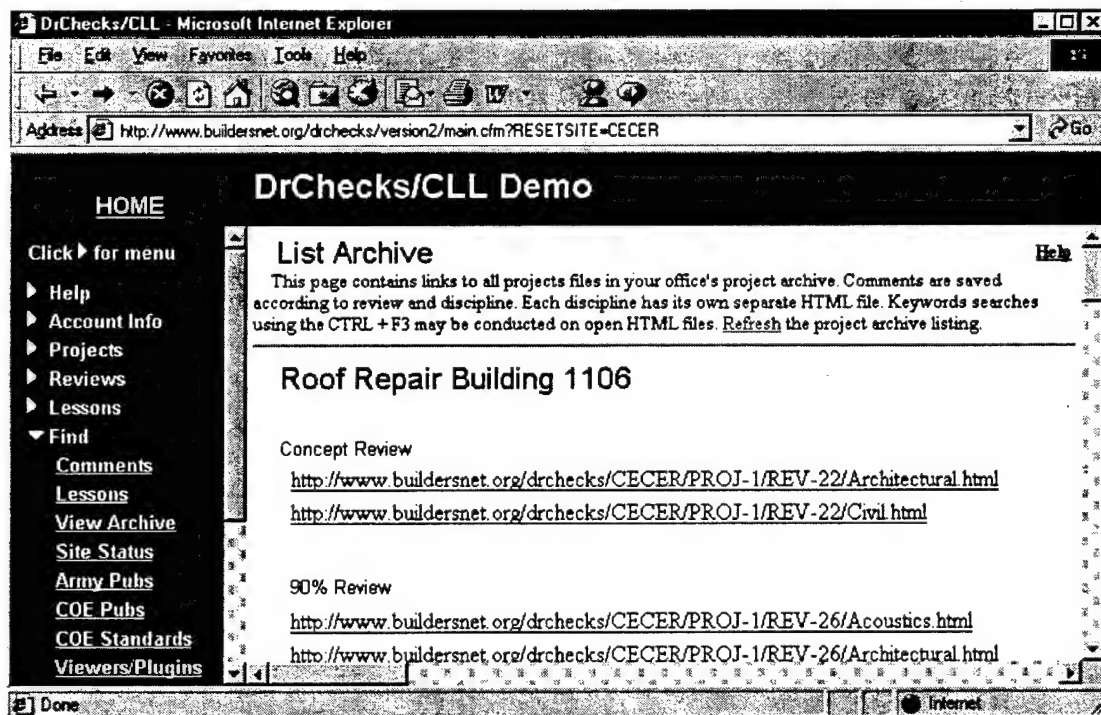 DrChecks/CLL - Microsoft Internet Explorer
File Edit View Favorites Tools Help
Address http://www.buildersnet.org/drchecks/version2/main.cfm?RESETSITE=CECER Go
DrChecks/CLL Demo
HOME
Click for menu
Help
Account Info
Projects
Reviews
Lessons
Find
Comments
Lessons
View Archive
Site Status
Army Pubs
COE Pubs
COE Standards
Viewers/Plugins
List Archive
Help
This page contains links to all projects files in your office's project archive. Comments are saved
according to review and discipline. Each discipline has its own separate HTML file. Keywords searches
using the CTRL + F3 may be conducted on open HTML files. Refresh the project archive listing.
Roof Repair Building 1106
Concept Review
http://www.buildersnet.org/drchecks/CECER/PROJ-1/REV-22/Architectural.html
http://www.buildersnet.org/drchecks/CECER/PROJ-1/REV-22/Civil.html
90% Review
http://www.buildersnet.org/drchecks/CECER/PROJ-1/REV-26/Acoustics.html
http://www.buildersnet.org/drchecks/CECER/PROJ-1/REV-26/Architectural.html
Done
Internet